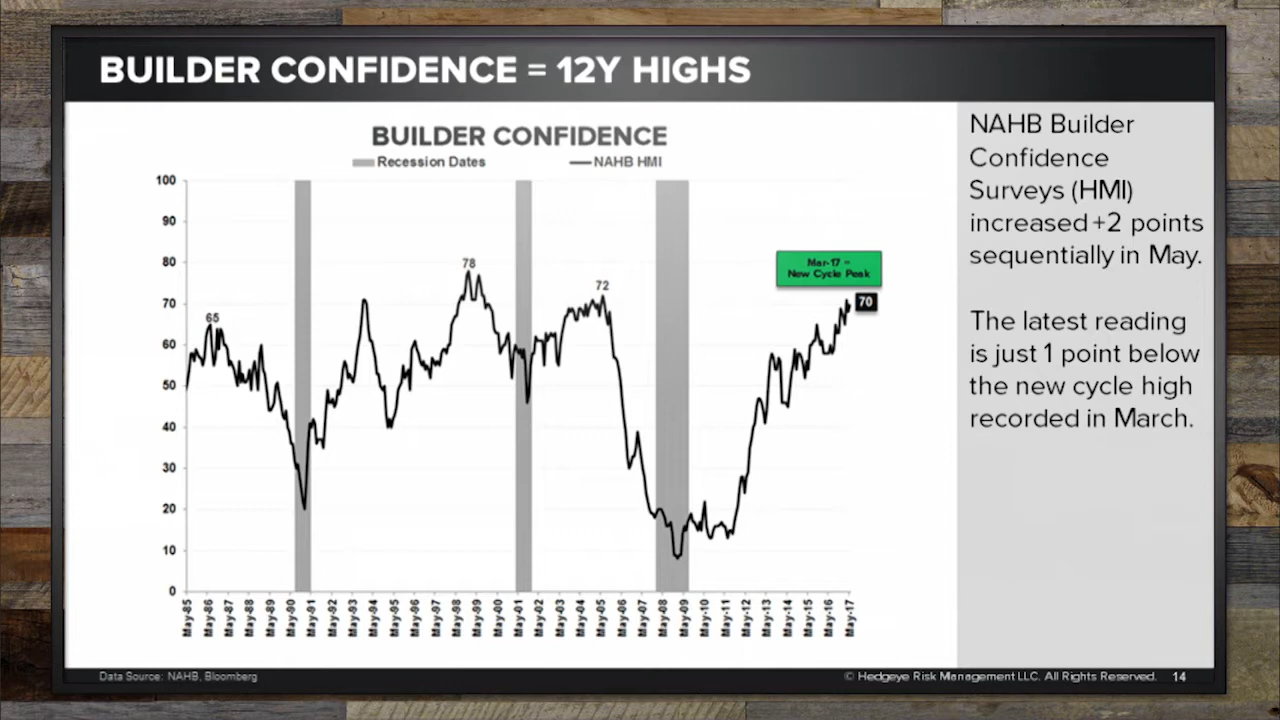 BUILDER CONFIDENCE = 12Y HIGHS
BUILDER CONFIDENCE
Recession Dates
NAHB HMI
100
90
80
70
60
50
40
30
20
10
0
65
78
72
Mar-17 =
New Cycle Peak
70
May-85
May-86
May-87
May-88
May-89
May-90
May-91
May-92
May-93
May-94
May-95
May-96
May-97
May-98
May-99
May-00
May-01
May-02
May-03
May-04
May-05
May-06
May-07
May-08
May-09
May-10
May-11
May-12
May-13
May-14
May-15
May-16
May-17
NAHB Builder
Confidence
Surveys (HMI)
increased +2 points
sequentially in May.
The latest reading
is just 1 point below
the new cycle high
recorded in March.
Data Source: NAHB, Bloomberg
© Hedgeye Risk Management LLC. All Rights Reserved.
14